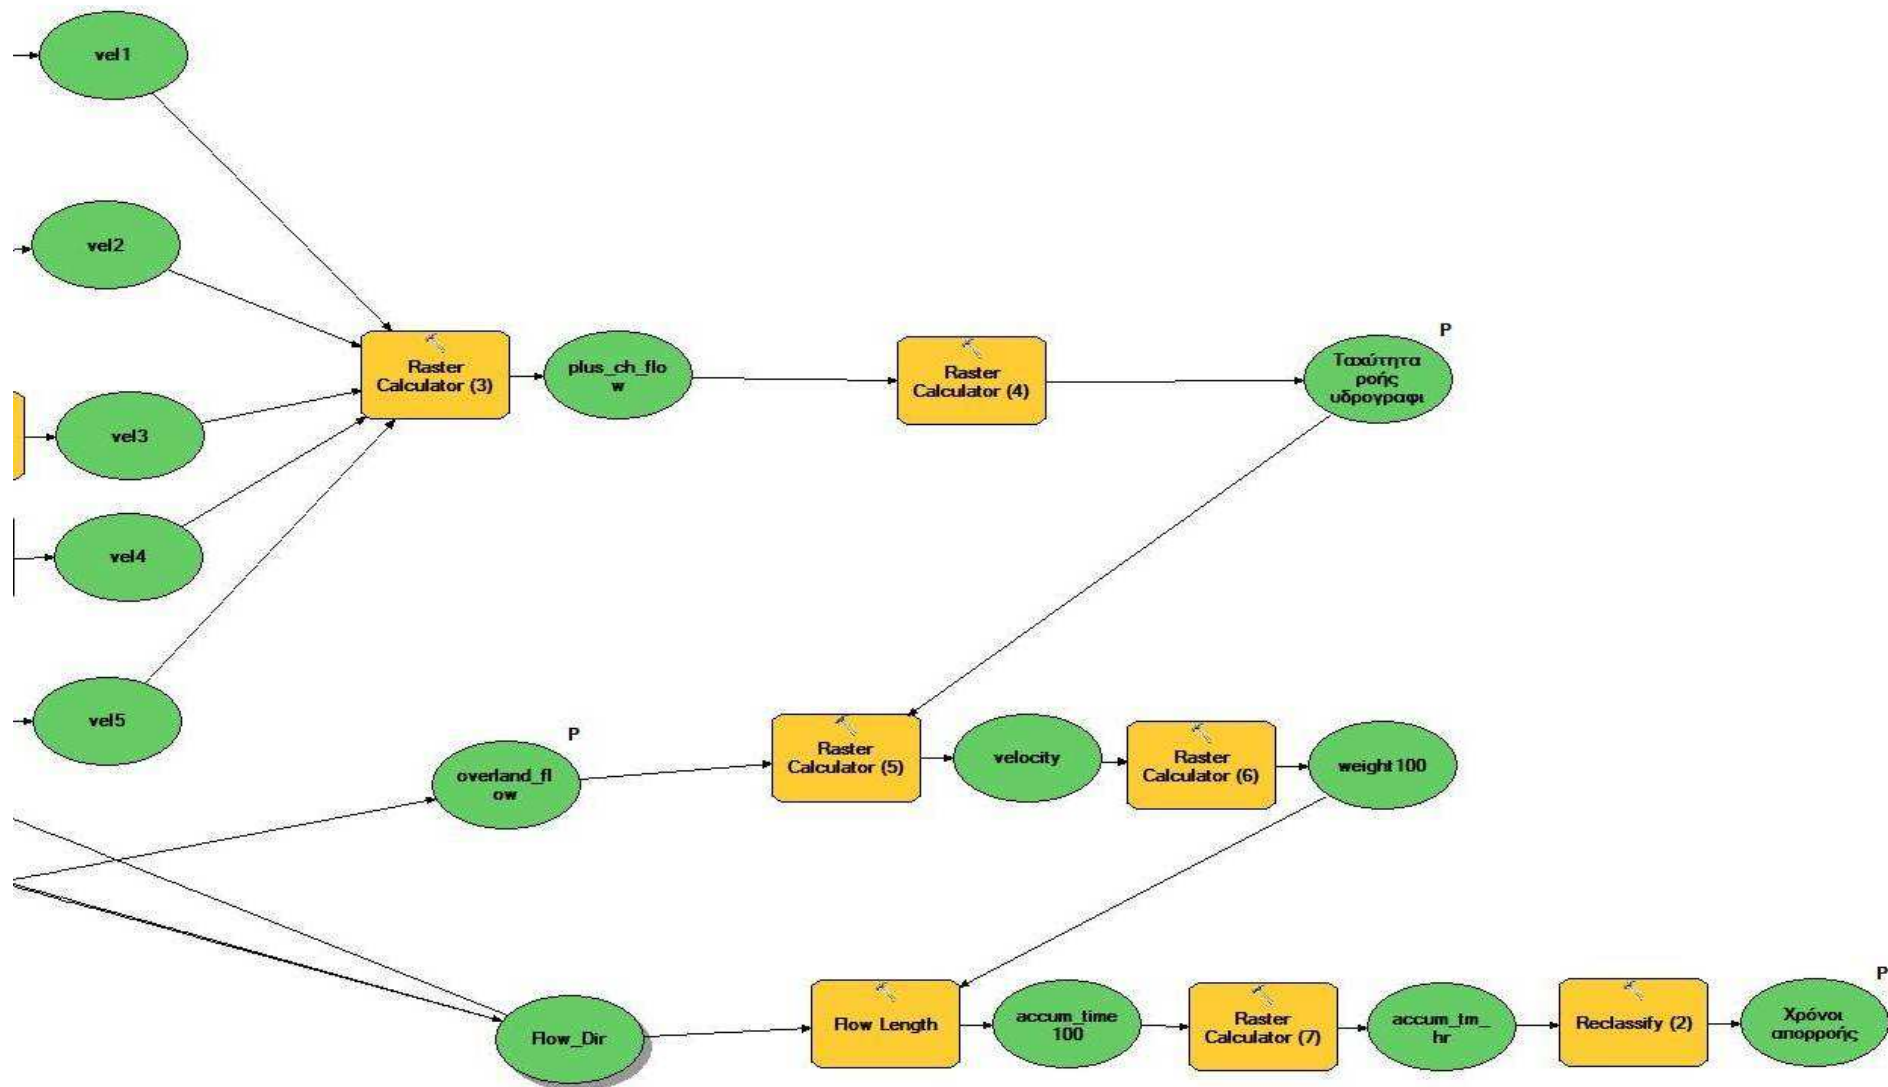 vel1
vel2
vel3
vel4
vel5
Raster
Calculator (3)
plus_ch_flo
w
Raster
Calculator (4)
P
Ταχύτητα
ροής
υδρογραφι
P
overland_fl
ow
Raster
Calculator (5)
velocity
Raster
Calculator (6)
weight100
Flow_Dir
Flow Length
accum_time
100
Raster
Calculator (7)
accum_tm_
hr
Reclassify (2)
P
Χρόνοι
απορροής